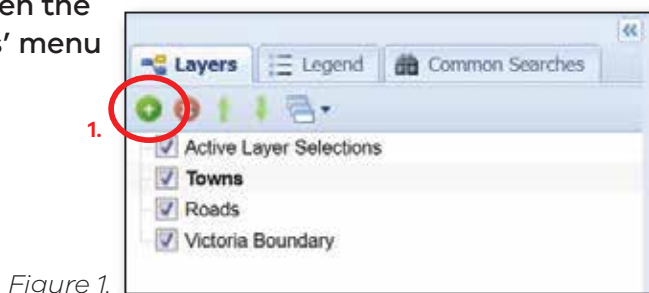 en the
s' menu
«
Layers Legend Common Searches
1.
Active Layer Selections
Towns
Roads
Victoria Boundary
Figure 1.